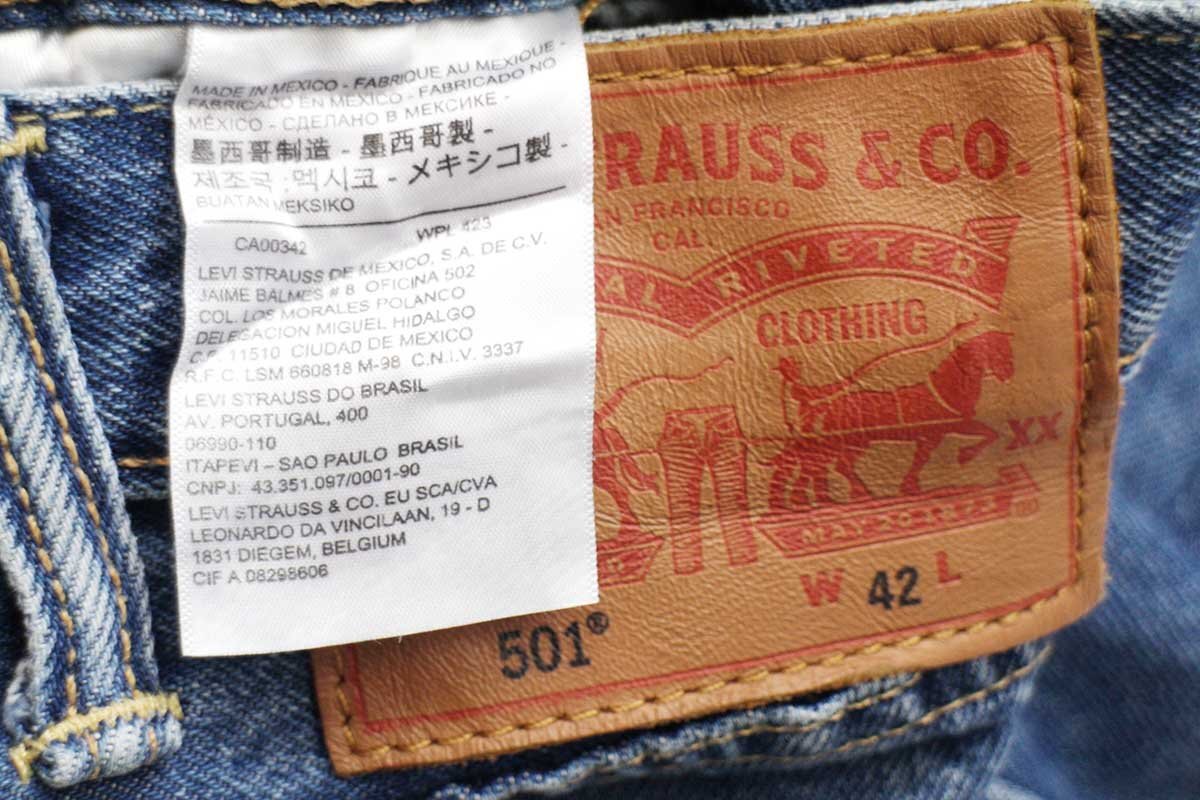 MADE IN MEXICO - FABRIQUE AU MEXIQUE -
FABRICADO EN MEXICO - FABRICADO NO
MÉXICO - СДЕЛАНО В МЕКСИКЕ -
墨西哥制造 - 墨西哥製 -
제조국 :멕시코 - メキシコ製 -
BUATAN MEKSIKO
CA00342 WPL 423
LEVI STRAUSS DE MEXICO, S.A. DE C.V.
JAIME BALMES # 8 OFICINA 502
COL. LOS MORALES POLANCO
DELEGACION MIGUEL HIDALGO
C.P. 11510 CIUDAD DE MEXICO
R.F.C. LSM 660818 M-98 C.N.I.V. 3337
LEVI STRAUSS DO BRASIL
AV. PORTUGAL, 400
06990-110
ITAPEVI – SAO PAULO BRASIL
CNPJ: 43.351.097/0001-90
LEVI STRAUSS & CO. EU SCA/CVA
LEONARDO DA VINCILAAN, 19 - D
1831 DIEGEM, BELGIUM
CIF A 08298606
RAUSS & CO.
AN FRANCISCO
CAL.
AL RIVETED
CLOTHING
XX
®
W 42 L
501®